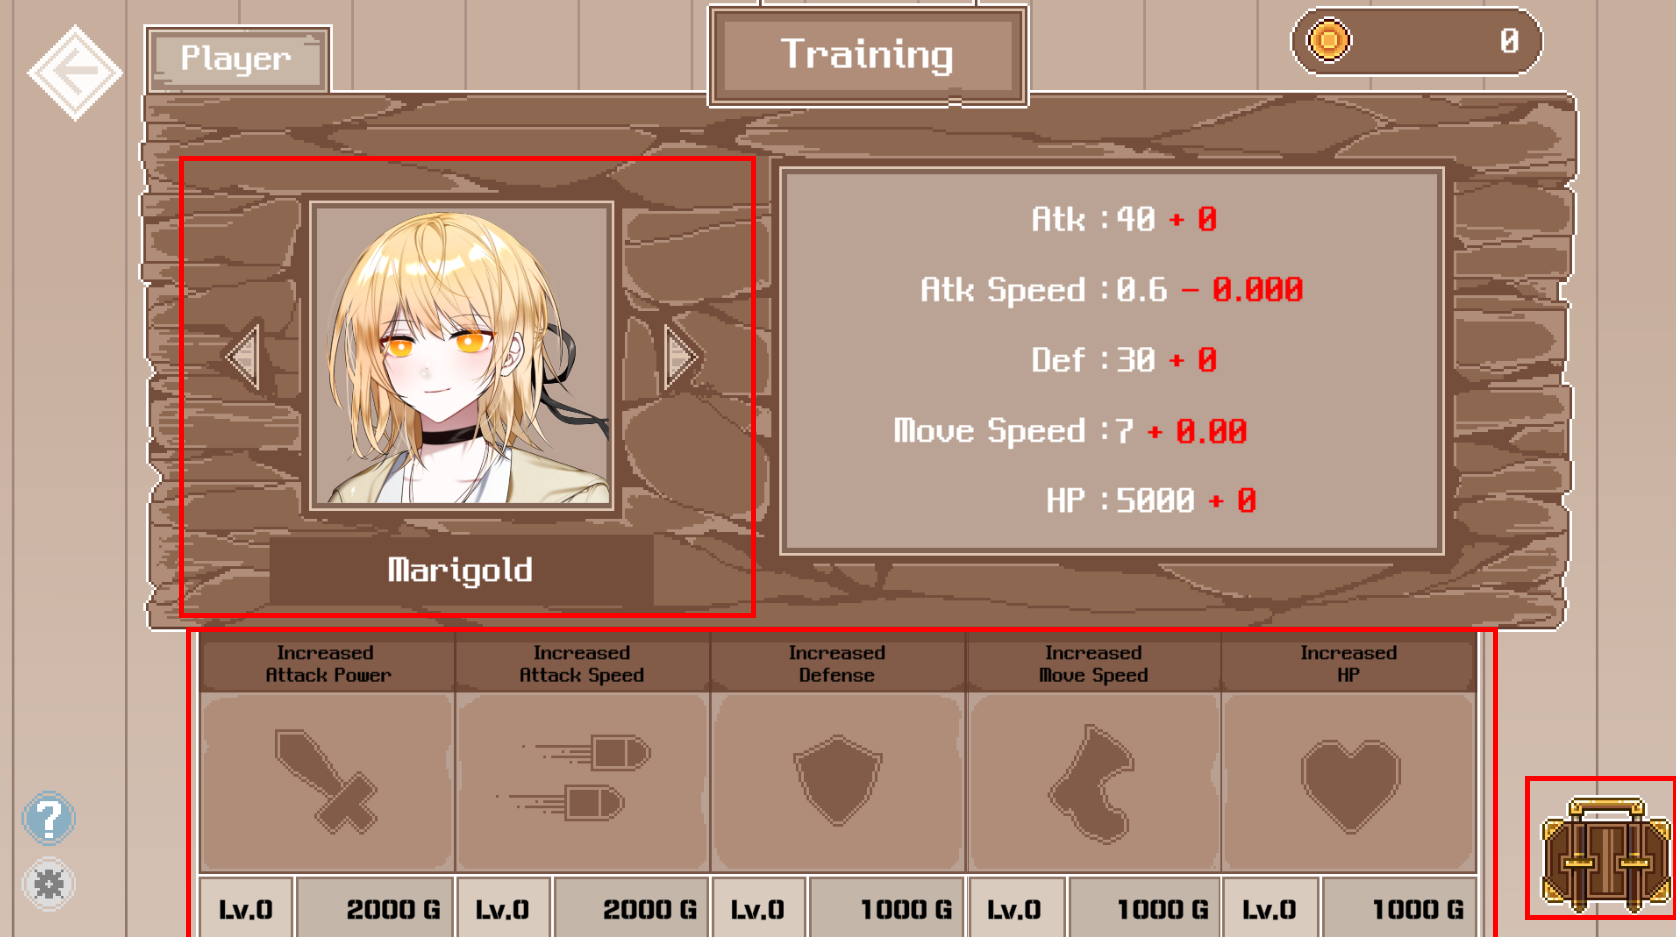 Player
Training
0
Atk : 40 + 0
Atk Speed : 0.6 - 0.000
Def : 30 + 0
Move Speed : 7 + 0.00
HP : 5000 + 0
Marigold
Increased
Attack Power
Increased
Attack Speed
Increased
Defense
Increased
Move Speed
Increased
HP
?
Lv.0 2000 G Lv.0 2000 G Lv.0 1000 G Lv.0 1000 G Lv.0 1000 G